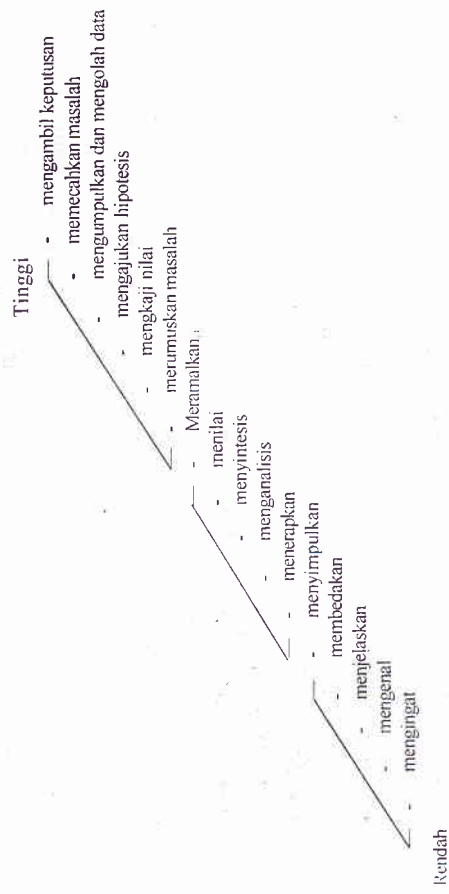 Tinggi
- mengambil keputusan
- memecahkan masalah
- mengumpulkan dan mengolah data
- mengajukan hipotesis
- mengkaji nilai
- merumuskan masalah
- Meramalkan
- menilai
- menyintesis
- menganalisis
- menerapkan
- menyimpulkan
- membedakan
- menjelaskan
- mengenal
- mengingat
Rendah